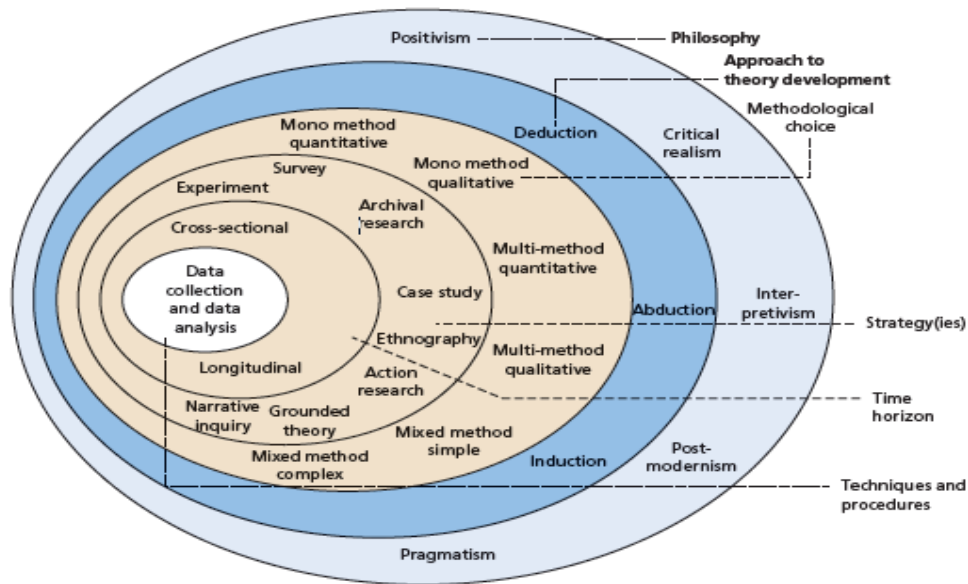 Positivism
Philosophy
Approach to
theory development
Methodological
choice
Mono method
quantitative
Deduction
Critical
realism
Survey
Mono method
qualitative
Experiment
Archival
research
Cross-sectional
Multi-method
quantitative
Data
collection
and data
analysis
Case study
Abduction
Inter-
pretivism
Strategy(ies)
Ethnography
Multi-method
qualitative
Longitudinal
Action
research
Time
horizon
Narrative
inquiry
Grounded
theory
Mixed method
simple
Mixed method
complex
Induction
Post-
modernism
Techniques and
procedures
Pragmatism